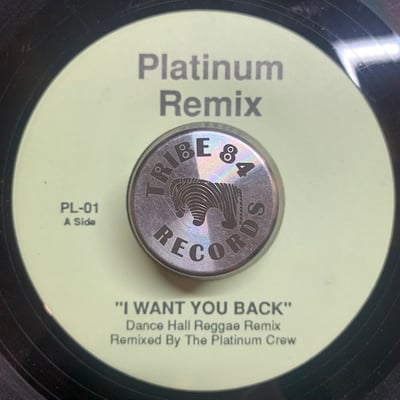 Platinum
Remix
TRIBE 84
RECORDS
PL-01
A Side
"I WANT YOU BACK"
Dance Hall Reggae Remix
Remixed By The Platinum Crew